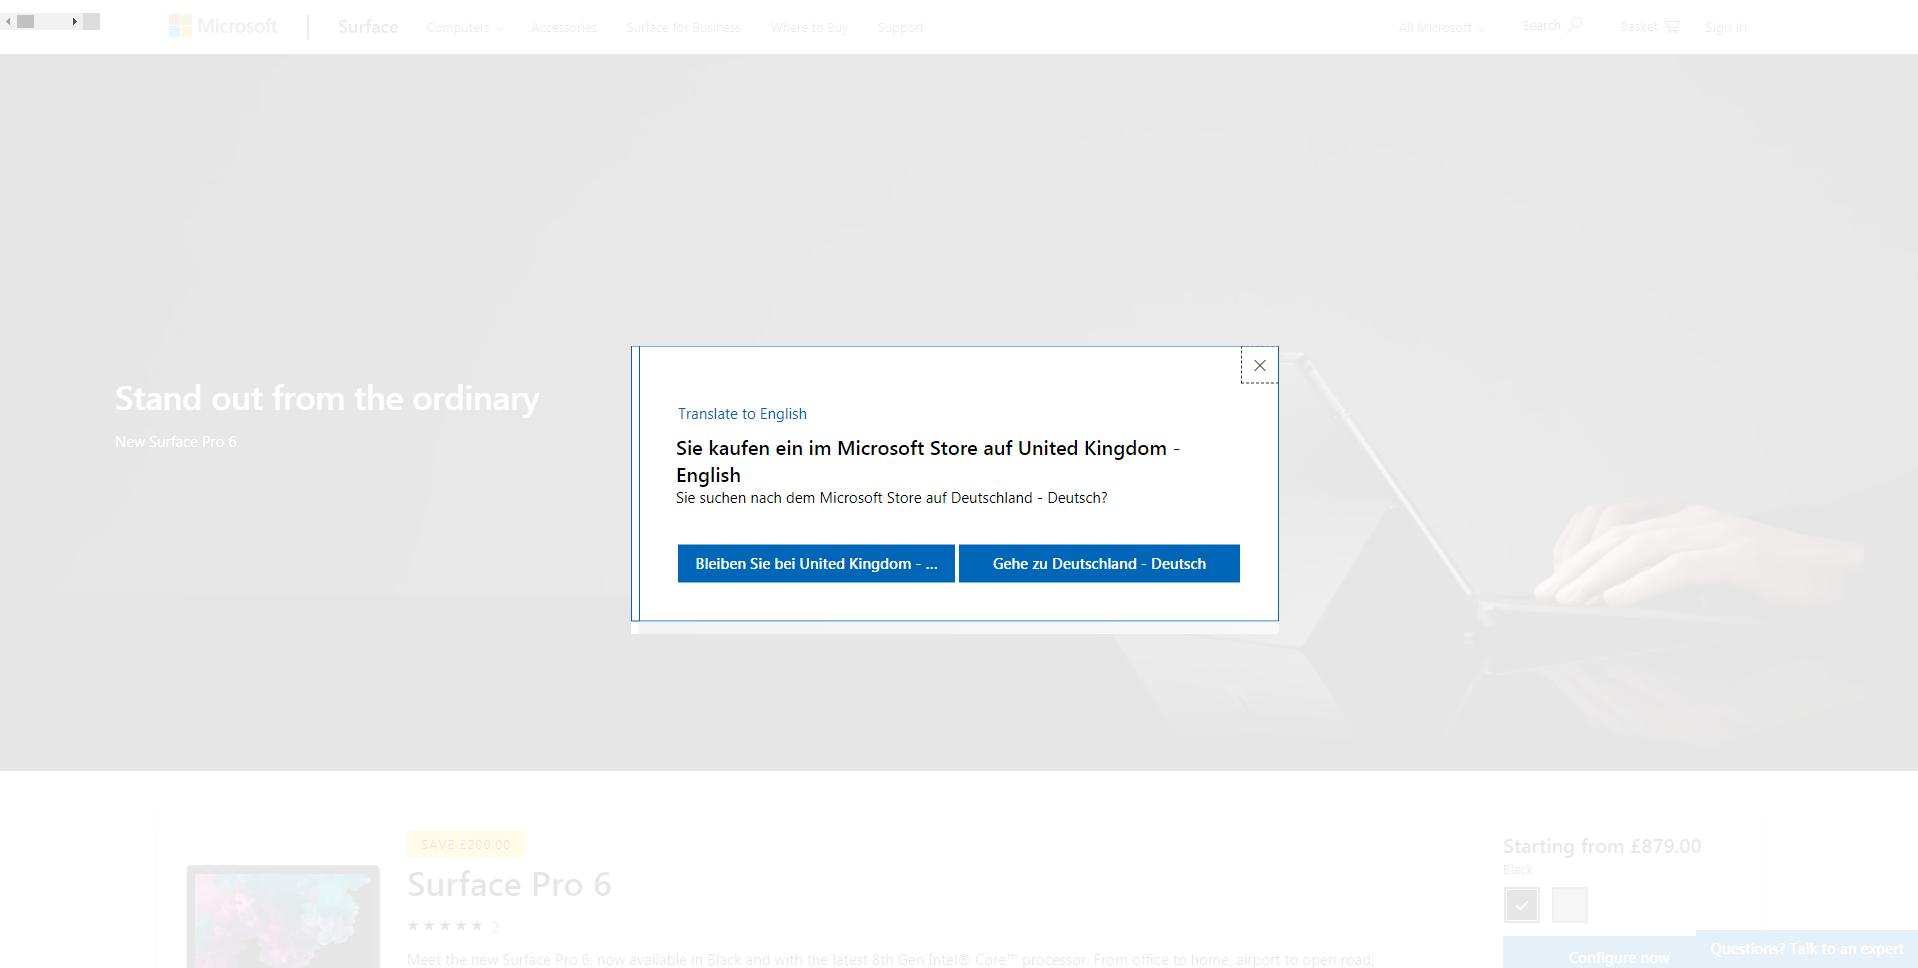 Microsoft
Surface
Computers
Accessories
Surface for Business
Where to Buy
Support
All Microsoft
Search
Basket
Sign in
Stand out from the ordinary
New Surface Pro 6
Translate to English
Sie kaufen ein im Microsoft Store auf United Kingdom -
English
Sie suchen nach dem Microsoft Store auf Deutschland - Deutsch?
Bleiben Sie bei United Kingdom - ...
Gehe zu Deutschland - Deutsch
SAVE £200.00
Surface Pro 6
★★★★★ 2
Meet the new Surface Pro 6, now available in Black and with the latest 8th Gen Intel® Core™ processor. From office to home, airport to open road;
Starting from £879.00
Black
Configure now
Questions? Talk to an expert